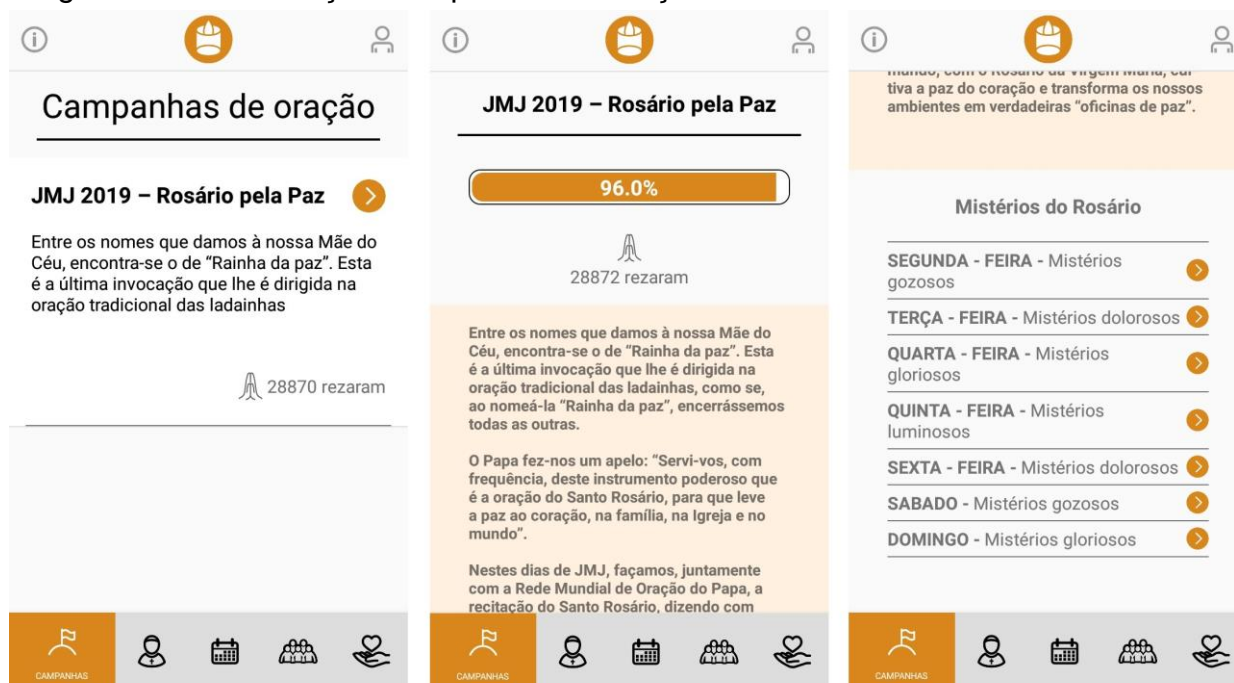 Campanhas de oração
JMJ 2019 – Rosário pela Paz
Entre os nomes que damos à nossa Mãe do
Céu, encontra-se o de “Rainha da paz”. Esta
é a última invocação que lhe é dirigida na
oração tradicional das ladainhas
28870 rezaram
CAMPANHAS
JMJ 2019 – Rosário pela Paz
96.0%
28872 rezaram
Entre os nomes que damos à nossa Mãe do
Céu, encontra-se o de “Rainha da paz”. Esta
é a última invocação que lhe é dirigida na
oração tradicional das ladainhas, como se,
ao nomeá-la “Rainha da paz”, encerrássemos
todas as outras.
O Papa fez-nos um apelo: “Servi-vos, com
frequência, deste instrumento poderoso que
é a oração do Santo Rosário, para que leve
a paz ao coração, na família, na Igreja e no
mundo”.
Nestes dias de JMJ, façamos, juntamente
com a Rede Mundial de Oração do Papa, a
recitação do Santo Rosário, dizendo com
CAMPANHAS
mundo, com o Rosário da Virgem Maria, cul-
tiva a paz do coração e transforma os nossos
ambientes em verdadeiras “oficinas de paz”.
Mistérios do Rosário
SEGUNDA - FEIRA - Mistérios
gozosos
TERÇA - FEIRA - Mistérios dolorosos
QUARTA - FEIRA - Mistérios
gloriosos
QUINTA - FEIRA - Mistérios
luminosos
SEXTA - FEIRA - Mistérios dolorosos
SABADO - Mistérios gozosos
DOMINGO - Mistérios gloriosos
CAMPANHAS